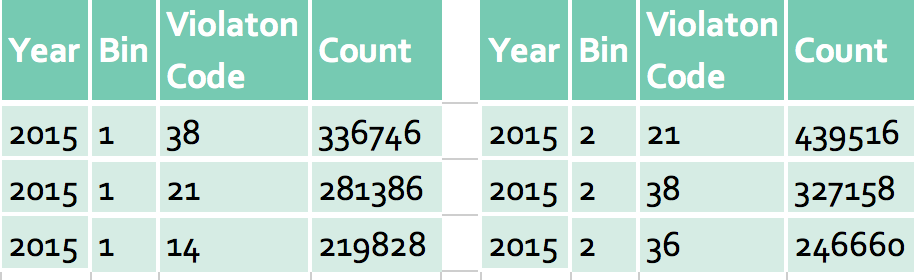 Year Bin Violaton Code Count Year Bin Violaton Code Count
2015 1 38 336746 2015 2 21 439516
2015 1 21 281386 2015 2 38 327158
2015 1 14 219828 2015 2 36 246660